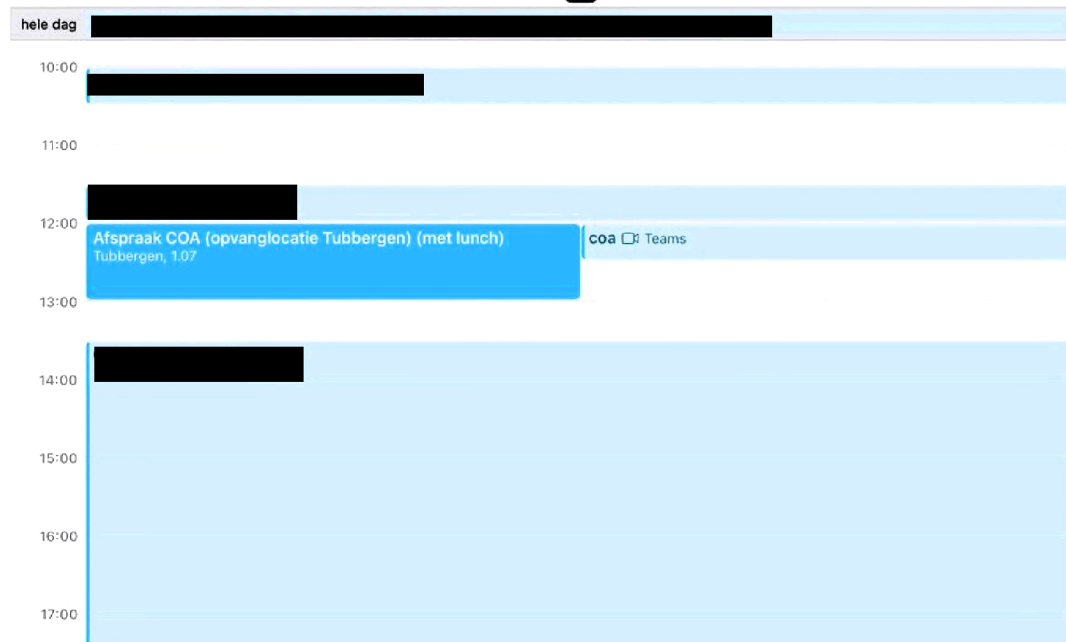 hele dag
10:00
11:00
12:00
Afspraak COA (opvanglocatie Tubbergen) (met lunch)
Tubbergen, 1.07
coa Teams
13:00
14:00
15:00
16:00
17:00